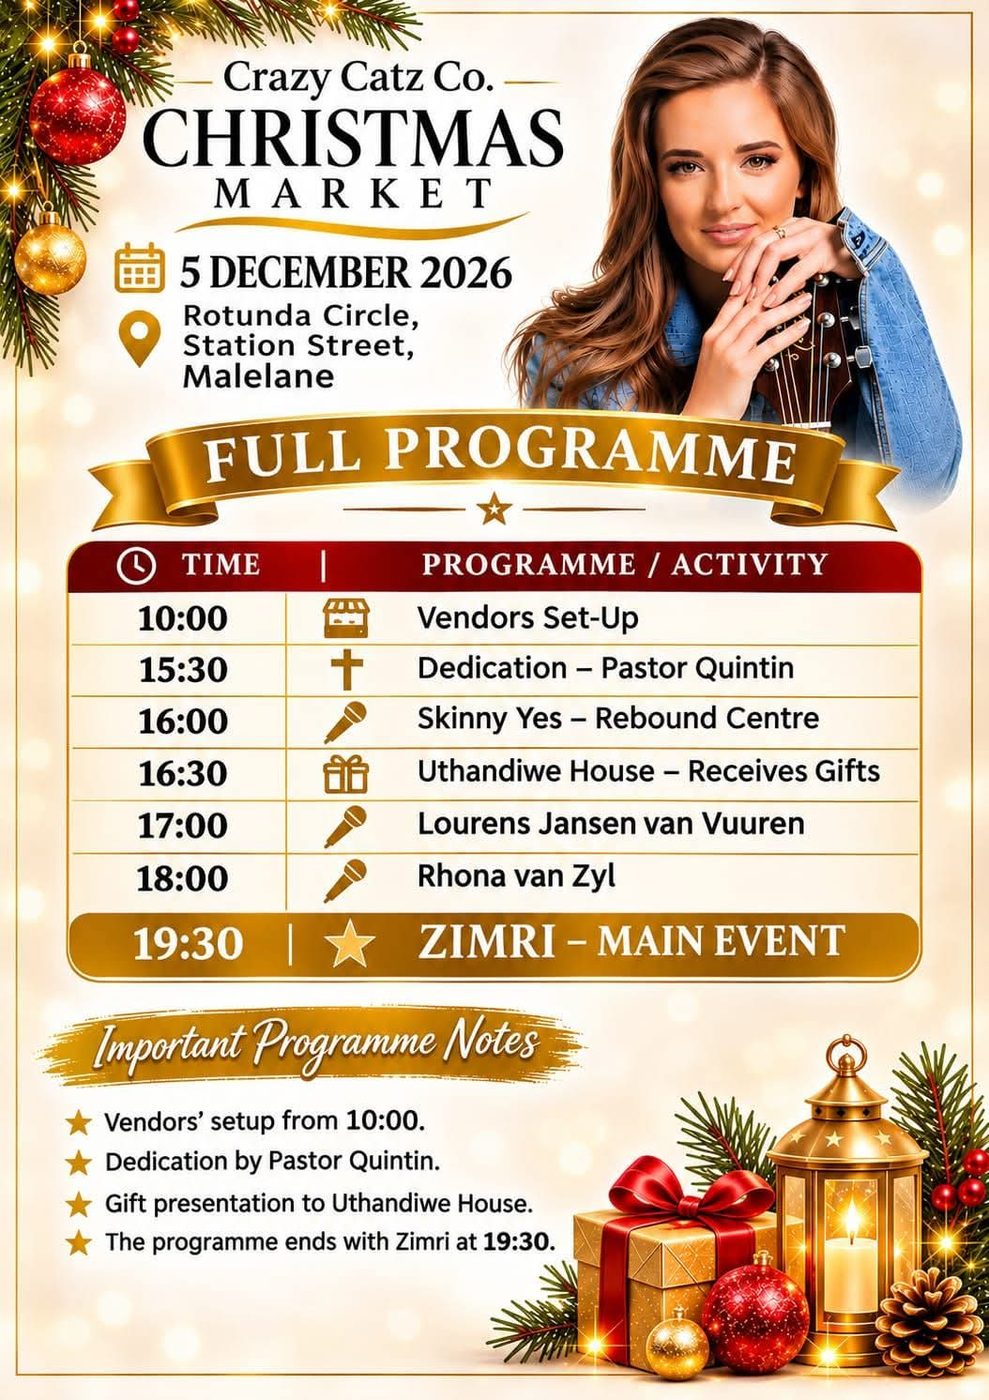 Crazy Catz Co.
CHRISTMAS
MARKET
5 DECEMBER 2026
Rotunda Circle,
Station Street,
Malelane
FULL PROGRAMME
TIME | PROGRAMME / ACTIVITY
10:00 Vendors Set-Up
15:30 Dedication – Pastor Quintin
16:00 Skinny Yes – Rebound Centre
16:30 Uthandiwe House – Receives Gifts
17:00 Lourens Jansen van Vuuren
18:00 Rhona van Zyl
19:30 | ZIMRI – MAIN EVENT
Important Programme Notes
Vendors' setup from 10:00.
Dedication by Pastor Quintin.
Gift presentation to Uthandiwe House.
The programme ends with Zimri at 19:30.